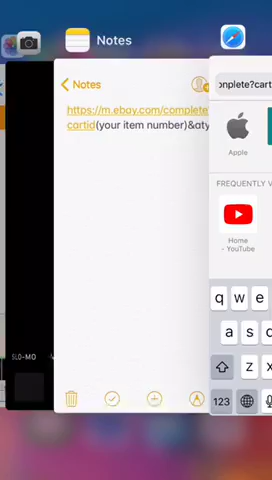 Notes
Notes
https://m.ebay.com/complete?
cartid(your item number)&aty
onplete?cart
Apple
FREQUENTLY V
Home
- YouTube
q w e
a s
z
123
SLO-MO